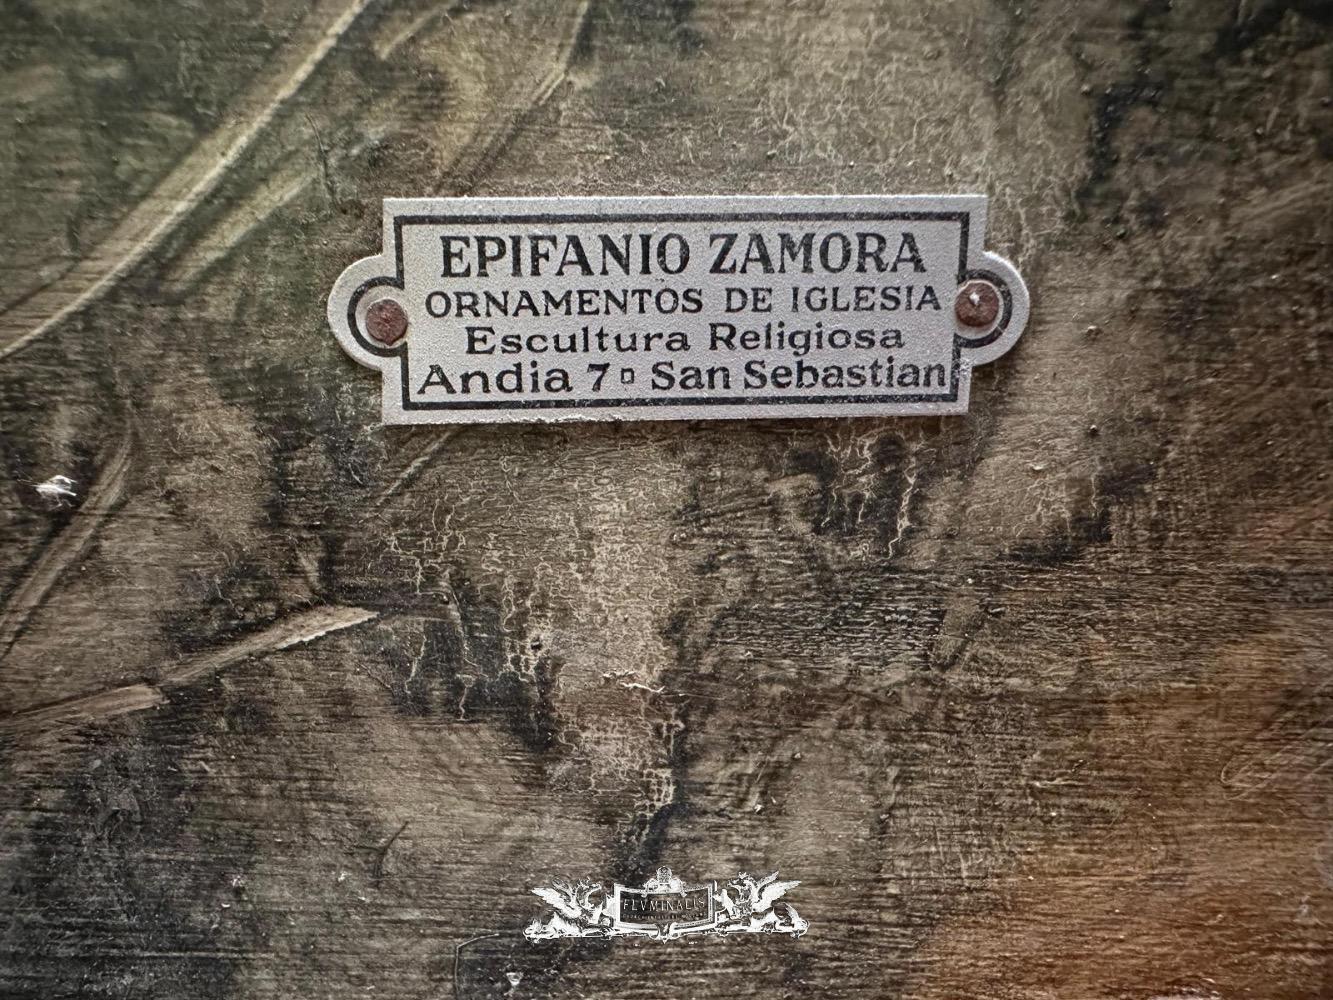 EPIFANIO ZAMORA
ORNAMENTOS DE IGLESIA
Escultura Religiosa
Andia 7 ▫ San Sebastian
FLVMINALIS